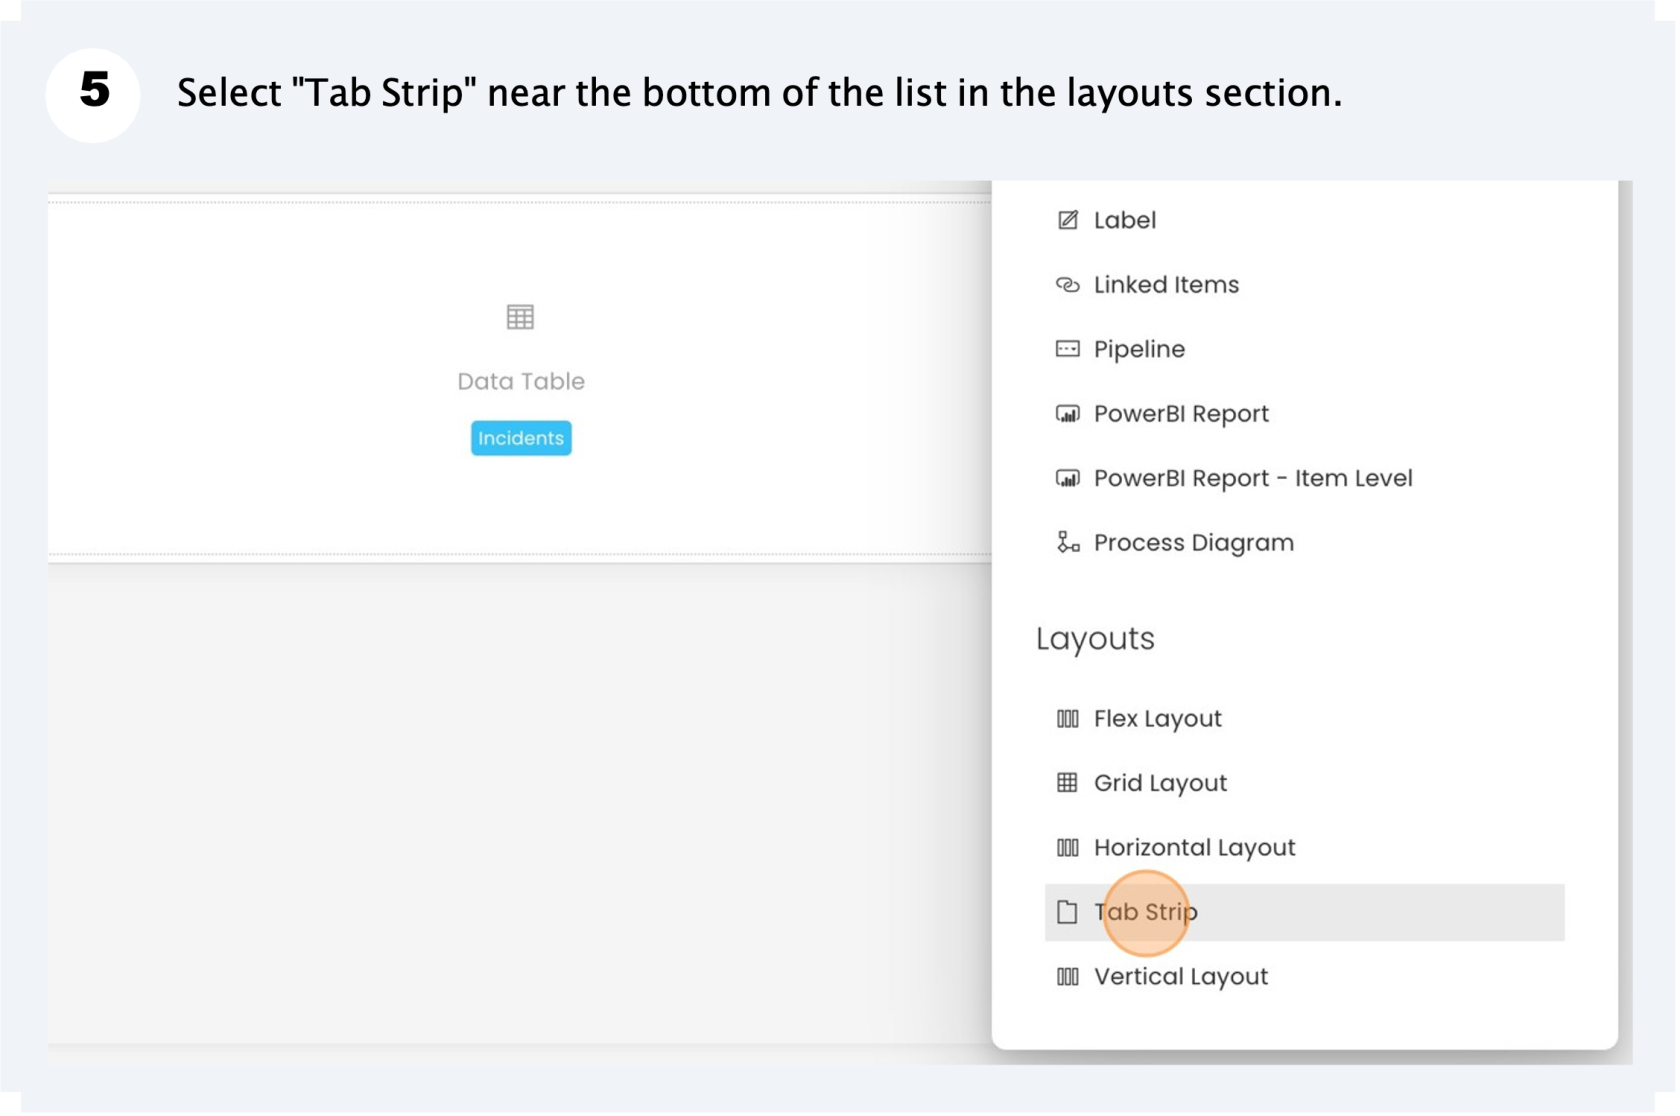 5
Select "Tab Strip" near the bottom of the list in the layouts section.
Data Table
Incidents
Label
Linked Items
Pipeline
PowerBI Report
PowerBI Report - Item Level
Process Diagram
Layouts
Flex Layout
Grid Layout
Horizontal Layout
Tab Strip
Vertical Layout